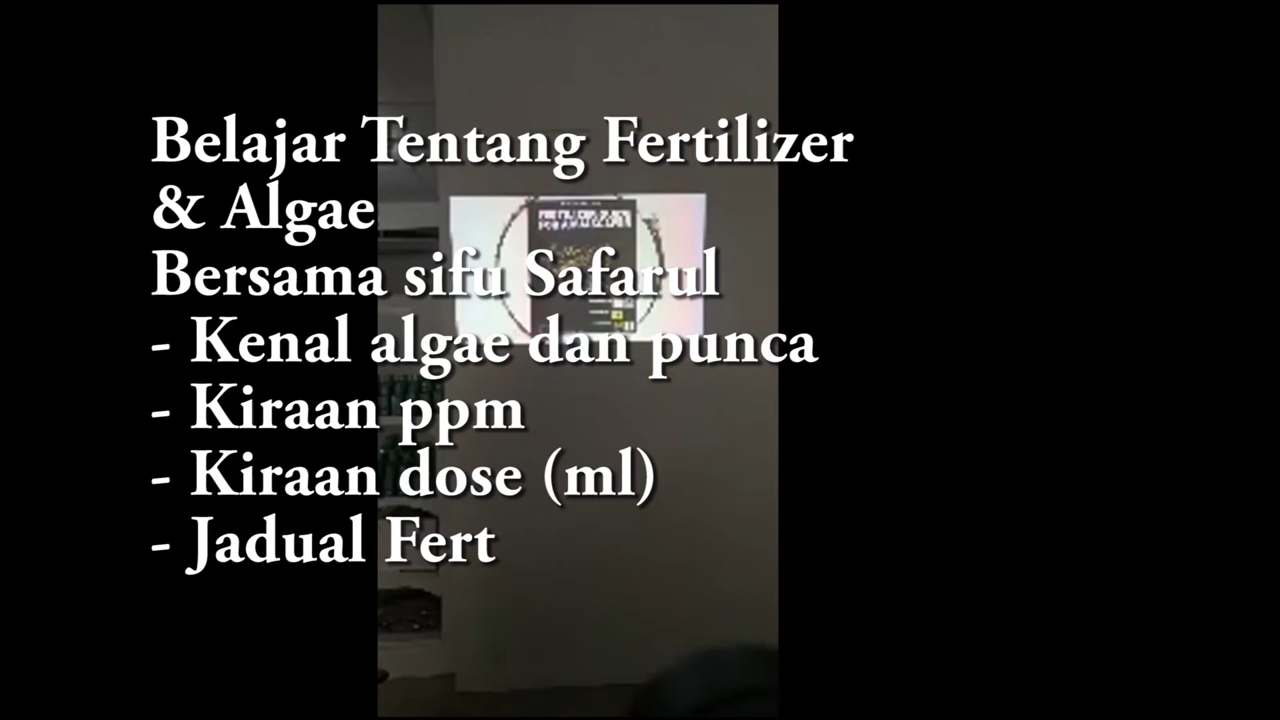 Belajar Tentang Fertilizer
& Algae
Bersama sifu Safarul
- Kenal algae dan punca
- Kiraan ppm
- Kiraan dose (ml)
- Jadual Fert